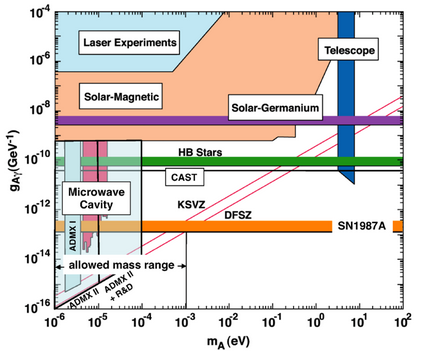 10-4
Laser Experiments
Telescope
10-6
Solar-Magnetic
Solar-Germanium
10-8
gAγ(GeV-1)
HB Stars
10-10
CAST
Microwave
Cavity
KSVZ
10-12
DFSZ
ADMX I
SN1987A
10-14
allowed mass range
ADMX II
ADMX II
+ R&D
10-16
10-6 10-5 10-4 10-3 10-2 10-1 100 101 102
mA (eV)